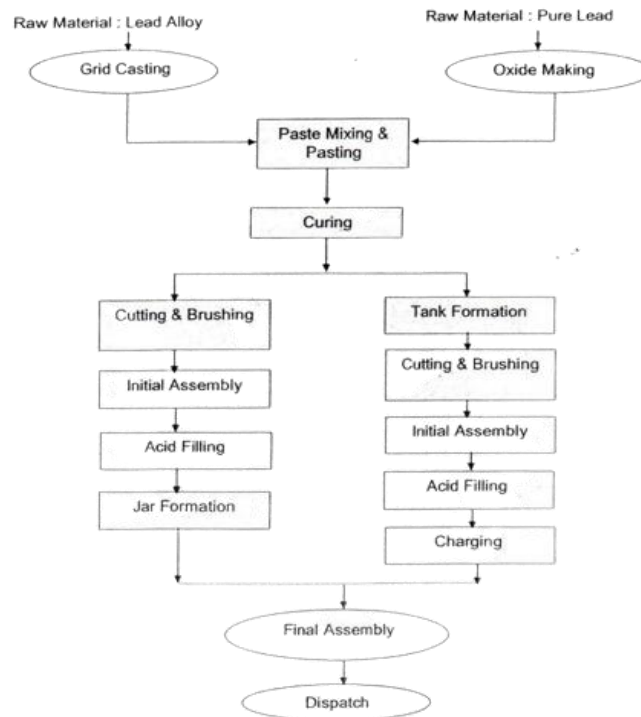 Raw Material : Lead Alloy
Raw Material : Pure Lead
Grid Casting
Oxide Making
Paste Mixing &
Pasting
Curing
Cutting & Brushing
Tank Formation
Cutting & Brushing
Initial Assembly
Initial Assembly
Acid Filling
Acid Filling
Jar Formation
Charging
Final Assembly
Dispatch